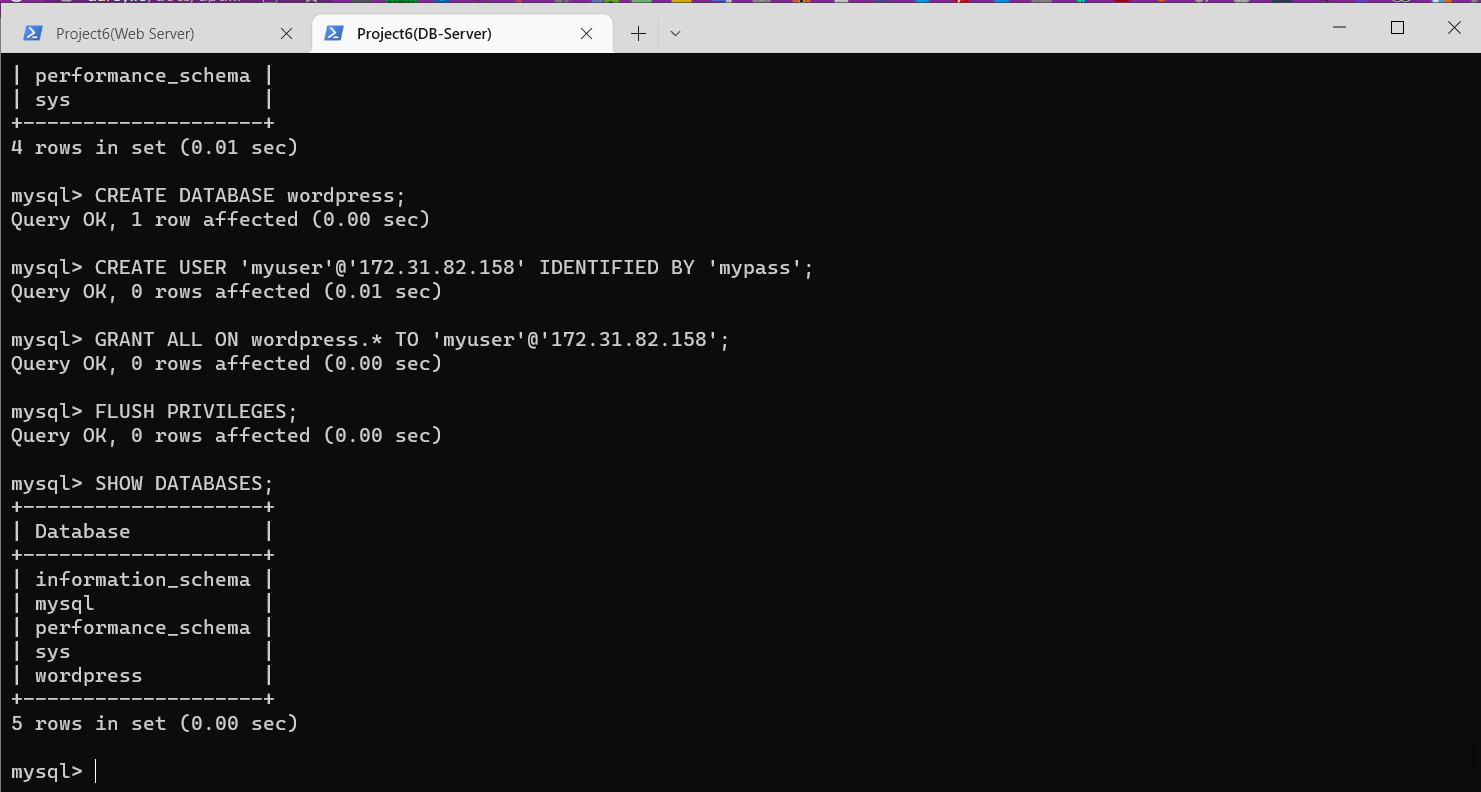 Project6(Web Server)
Project6(DB-Server)
| performance_schema |
| sys                |
+--------------------+
4 rows in set (0.01 sec)
mysql> CREATE DATABASE wordpress;
Query OK, 1 row affected (0.00 sec)
mysql> CREATE USER 'myuser'@'172.31.82.158' IDENTIFIED BY 'mypass';
Query OK, 0 rows affected (0.01 sec)
mysql> GRANT ALL ON wordpress.* TO 'myuser'@'172.31.82.158';
Query OK, 0 rows affected (0.00 sec)
mysql> FLUSH PRIVILEGES;
Query OK, 0 rows affected (0.00 sec)
mysql> SHOW DATABASES;
+--------------------+
| Database           |
+--------------------+
| information_schema |
| mysql              |
| performance_schema |
| sys                |
| wordpress          |
+--------------------+
5 rows in set (0.00 sec)
mysql>